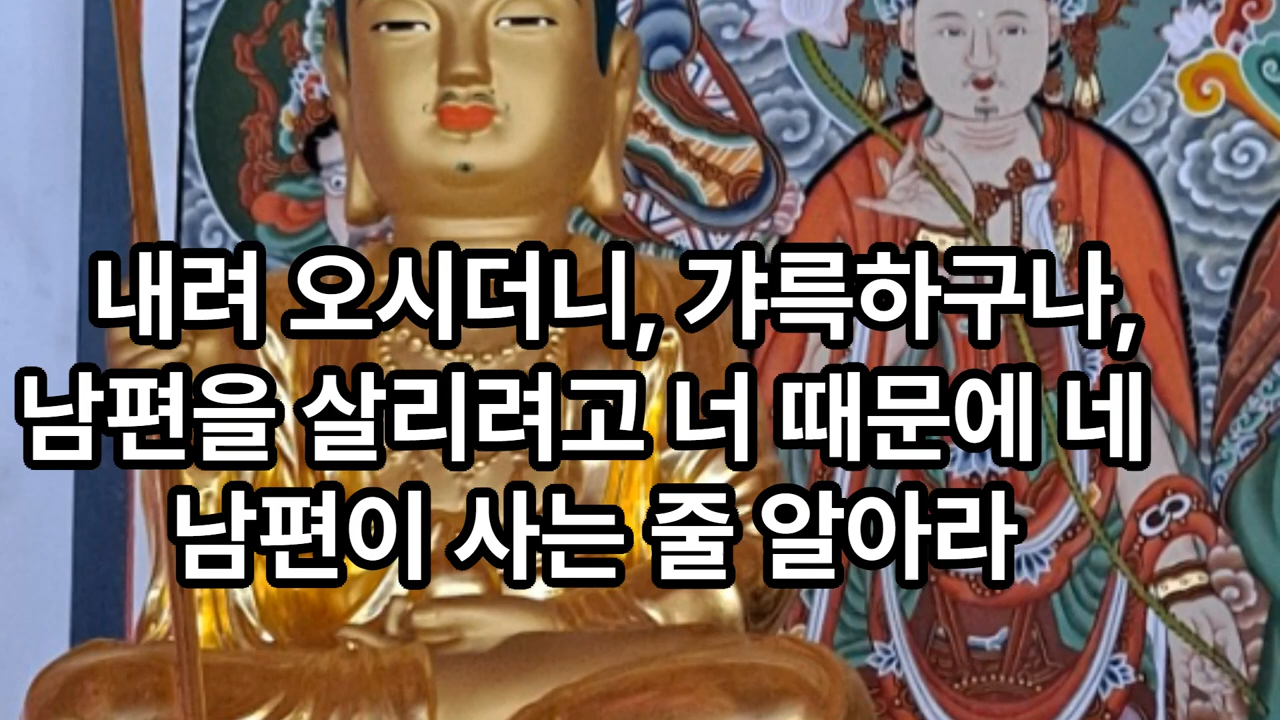 내려 오시더니, 갸륵하구나,
남편을 살리려고 너 때문에 네
남편이 사는 줄 알아라